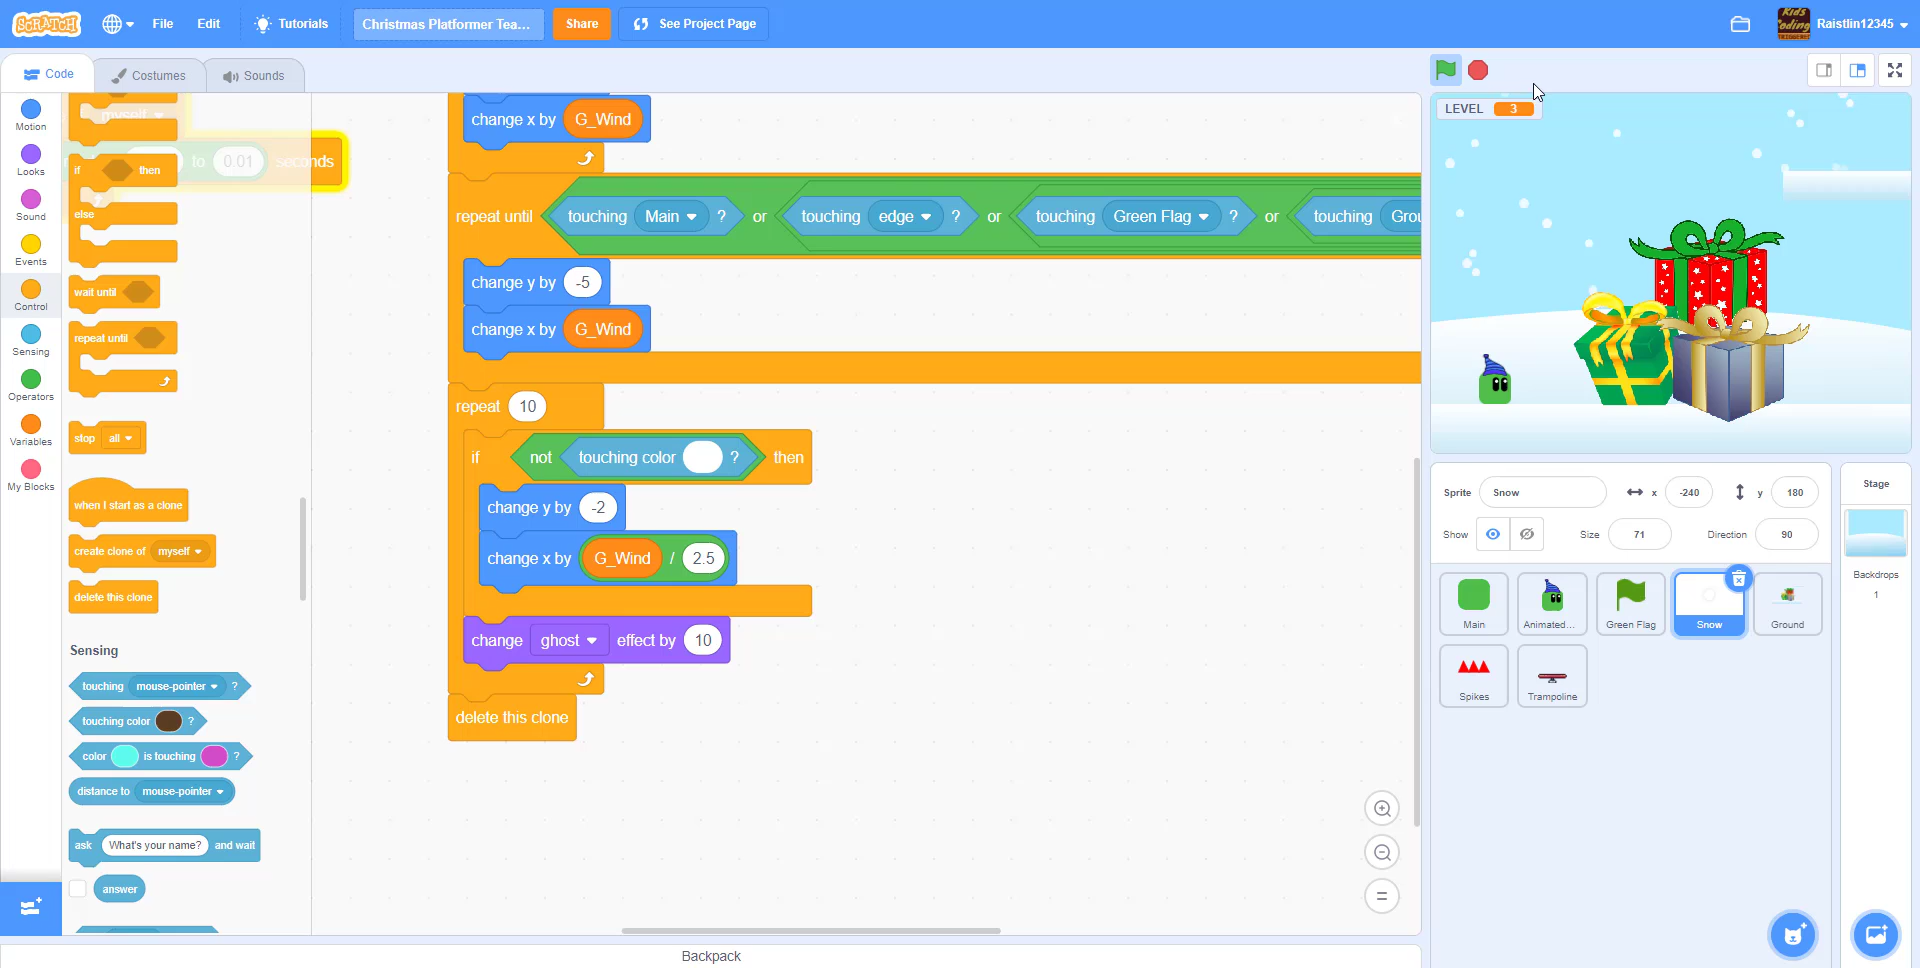 SCRATCH
File
Edit
Tutorials
Christmas Platformer Tea...
Share
See Project Page
Raistlin12345
Code
Costumes
Sounds
Motion
Looks
Sound
Events
Control
Sensing
Operators
Variables
My Blocks
myself
to 0.01 seconds
if then
else
wait until
repeat until
stop all
when I start as a clone
create clone of myself
delete this clone
Sensing
touching mouse-pointer ?
touching color ?
color is touching ?
distance to mouse-pointer
ask What's your name? and wait
answer
change x by G_Wind
repeat until touching Main ? or touching edge ? or touching Green Flag ? or touching Grou
change y by -5
change x by G_Wind
repeat 10
if not touching color ? then
change y by -2
change x by G_Wind / 2.5
change ghost effect by 10
delete this clone
Backpack
LEVEL 3
Sprite Snow x -240 y 180
Show Size 71 Direction 90
Main
Animated...
Green Flag
Snow
Ground
Spikes
Trampoline
Stage
Backdrops
1